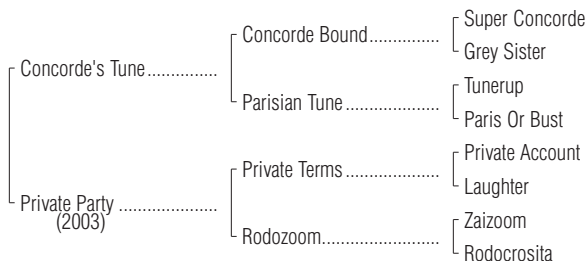 Super Concorde
Concorde Bound
Grey Sister
Concorde's Tune
Tunerup
Parisian Tune
Paris Or Bust
Private Account
Private Terms
Laughter
Private Party
(2003)
Zaizoom
Rodozoom
Rodocrosita